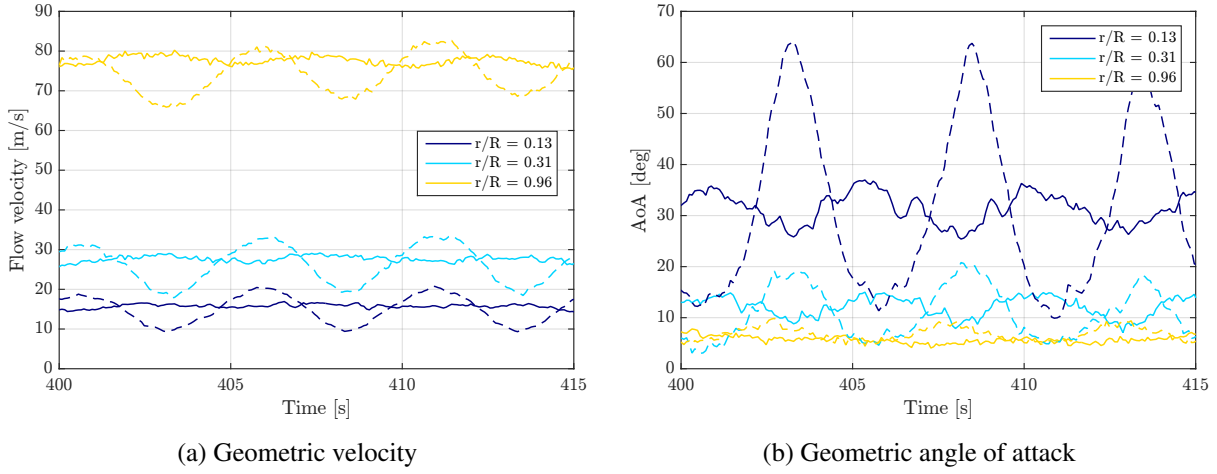 90
80
70
60
50
40
30
20
10
0
Flow velocity [m/s]
r/R = 0.13
r/R = 0.31
r/R = 0.96
400
405
410
415
Time [s]
(a) Geometric velocity
70
60
50
40
30
20
10
0
AoA [deg]
r/R = 0.13
r/R = 0.31
r/R = 0.96
400
405
410
415
Time [s]
(b) Geometric angle of attack